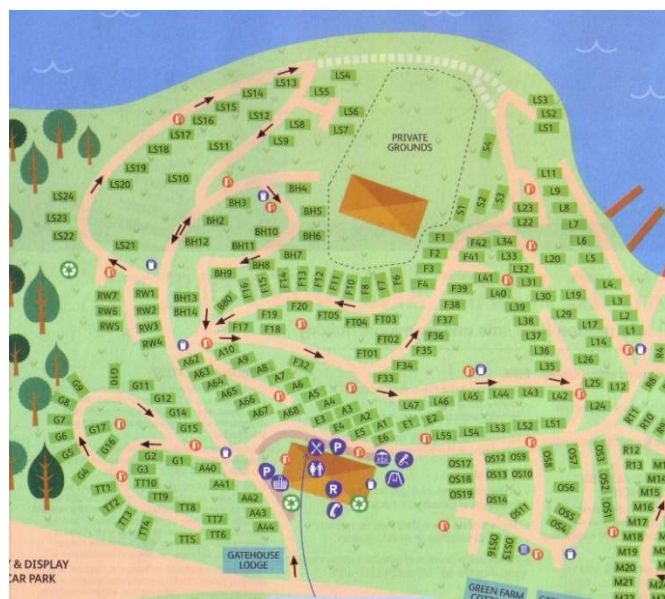 LS4
LS13
LS5
LS14
LS15
LS16
LS17
LS18
LS19
LS20
LS12
LS11
LS10
LS8
LS9
LS6
LS7
PRIVATE
GROUNDS
LS3
LS2
LS1
S4
S3
S2
S1
LS24
LS23
LS22
LS21
BH4
BH3
BH2
BH5
BH10
BH6
BH11
BH12
BH7
BH8
BH9
BH13
BH14
RW7
RW6
RW5
RW1
RW2
RW3
RW4
L11
L9
L8
L7
L6
L5
L23
L22
L20
L19
L17
L14
L4
L3
L2
L1
F1
F2
F3
F4
F6
F7
F8
F10
F11
F12
F13
F14
F15
F16
F42
F41
F39
F38
F37
F36
F35
F34
F33
F32
FT05
FT04
FT03
FT02
FT01
F20
F19
F18
F17
L34
L33
L32
L31
L30
L29
L28
L26
L25
L24
L12
L41
L40
L39
L38
L37
L36
L35
L42
L43
L44
L45
L46
L47
L51
L52
L53
L54
L55
A10
A9
A8
A7
A6
A5
A4
A3
A2
A1
A62
A63
A64
A65
A66
A67
A68
E1
E2
E3
E4
E5
E6
G10
G9
G8
G7
G6
G5
G4
G11
G12
G14
G15
G16
G17
G1
G2
G3
TT1
TT2
TT3
TT4
TT5
TT6
TT7
TT8
TT9
TT10
A40
A41
A42
A43
A44
P
P
R
OS17
OS18
OS19
OS12
OS13
OS14
OS9
OS10
OS11
OS8
OS7
OS6
OS5
OS4
OS3
OS2
OS1
OS16
OS15
R11
R10
R12
R13
M14
M15
M16
M17
M18
M19
M20
M21
M22
GATEHOUSE
LODGE
Y & DISPLAY
CAR PARK
GREEN FARM